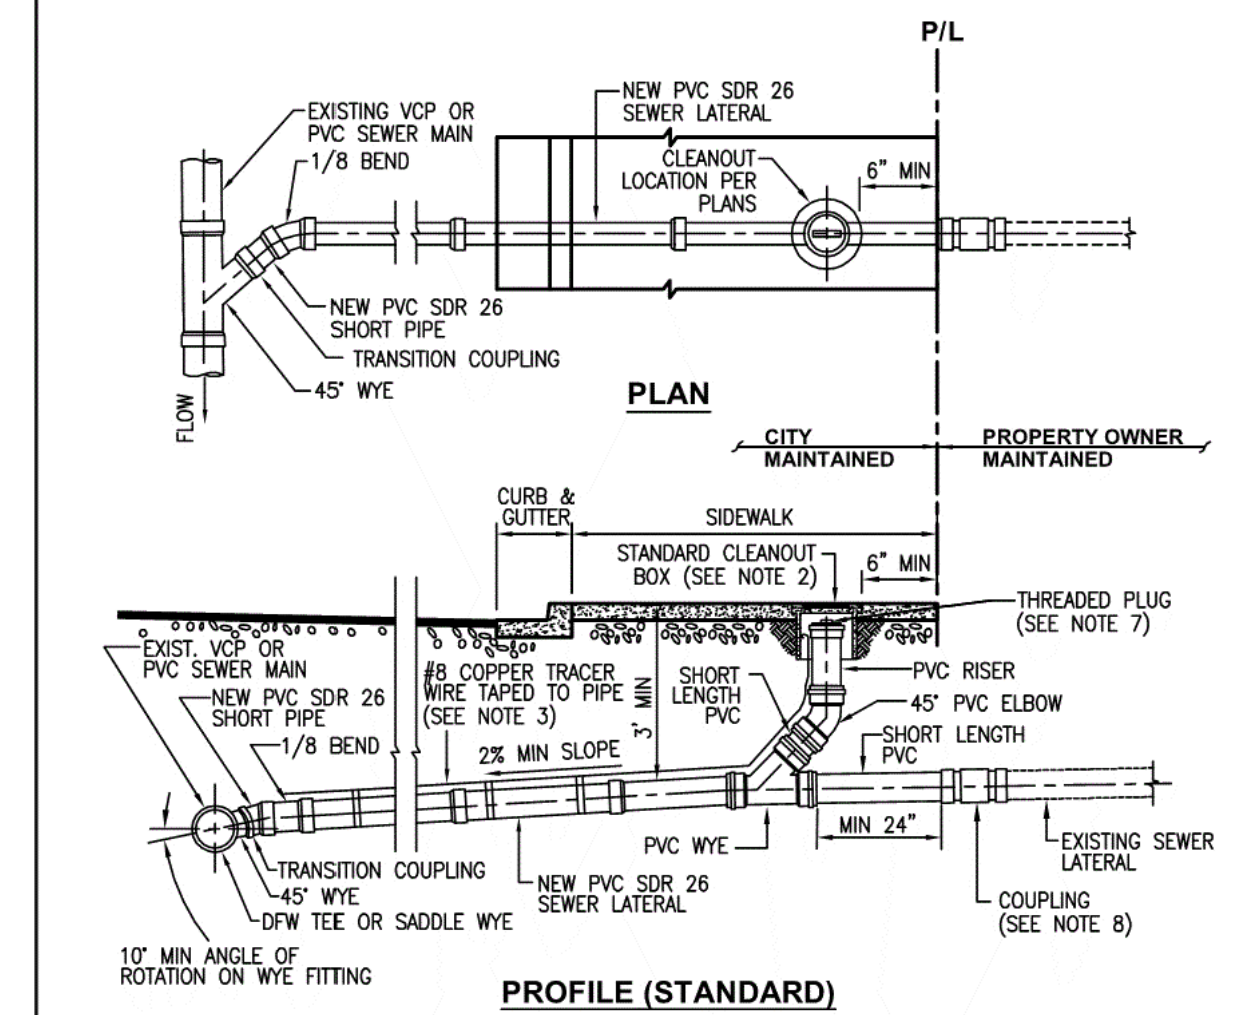 P/L
NEW PVC SDR 26
SEWER LATERAL
EXISTING VCP OR
PVC SEWER MAIN
1/8 BEND
CLEANOUT
LOCATION PER
PLANS
6" MIN
NEW PVC SDR 26
SHORT PIPE
TRANSITION COUPLING
45° WYE
FLOW
PLAN
CITY
MAINTAINED
PROPERTY OWNER
MAINTAINED
CURB &
GUTTER
SIDEWALK
STANDARD CLEANOUT
BOX (SEE NOTE 2)
6" MIN
THREADED PLUG
(SEE NOTE 7)
EXIST. VCP OR
PVC SEWER MAIN
#8 COPPER TRACER
WIRE TAPED TO PIPE
(SEE NOTE 3)
3' MIN
SHORT
LENGTH
PVC
PVC RISER
45° PVC ELBOW
NEW PVC SDR 26
SHORT PIPE
1/8 BEND
2% MIN SLOPE
SHORT LENGTH
PVC
MIN 24"
PVC WYE
EXISTING SEWER
LATERAL
TRANSITION COUPLING
45° WYE
DFW TEE OR SADDLE WYE
NEW PVC SDR 26
SEWER LATERAL
COUPLING
(SEE NOTE 8)
10° MIN ANGLE OF
ROTATION ON WYE FITTING
PROFILE (STANDARD)